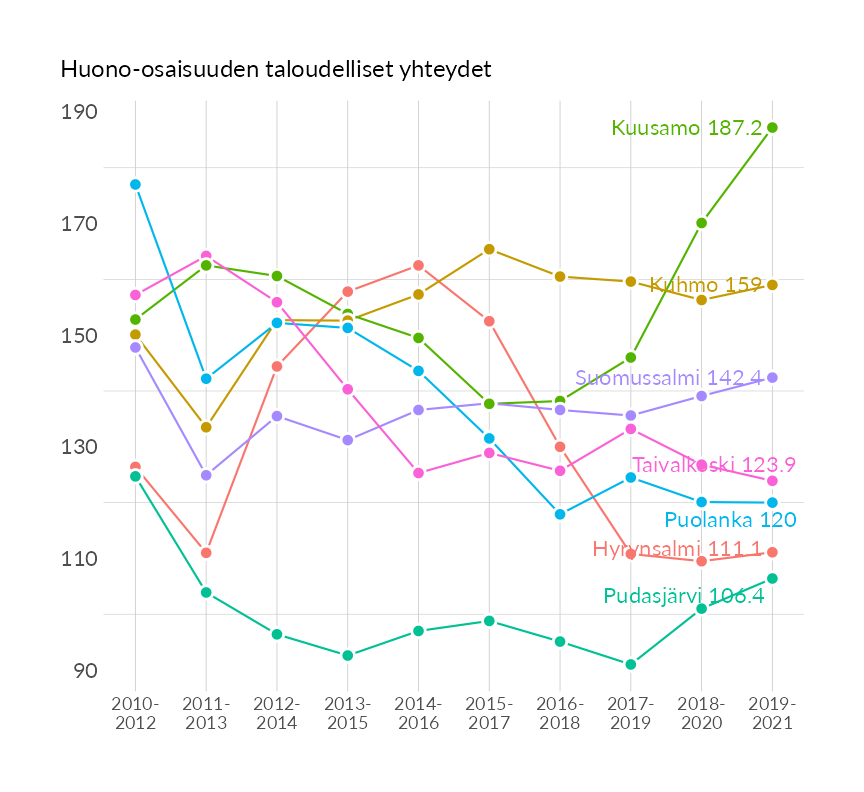 Huono-osaisuuden taloudelliset yhteydet
190
Kuusamo 187.2
170
Kuhmo 159
150
Suomussalmi 142.4
130
Taivalkoski 123.9
Puolanka 120
110
Hyrynsalmi 111.1
Pudasjärvi 106.4
90
2010- 2011- 2012- 2013- 2014- 2015- 2016- 2017- 2018- 2019-
2012 2013 2014 2015 2016 2017 2018 2019 2020 2021